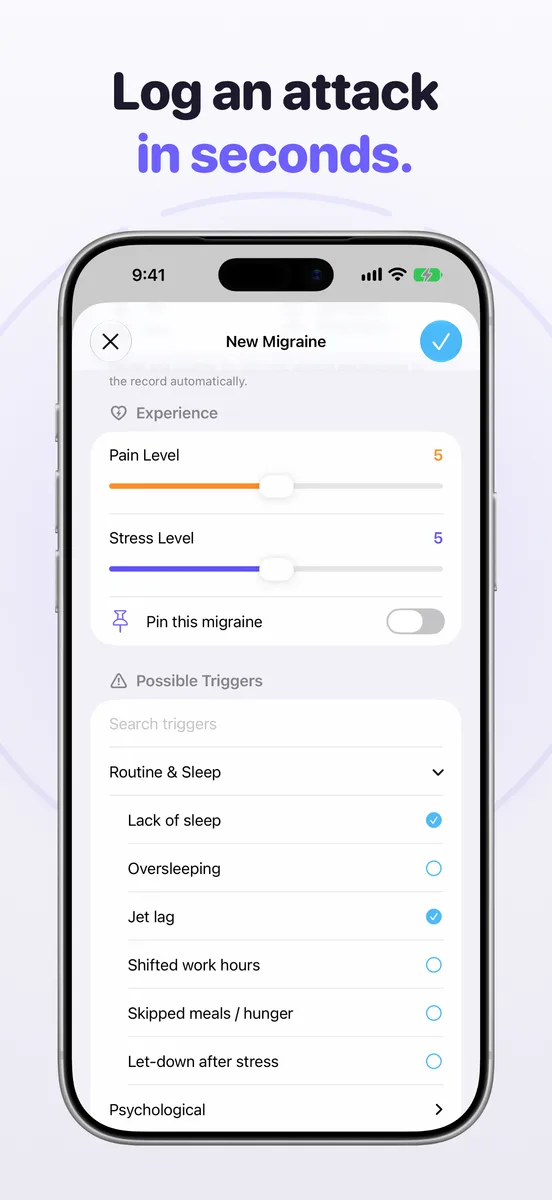 Log an attack
in seconds.
9:41
New Migraine
the record automatically.
Experience
Pain Level 5
Stress Level 5
Pin this migraine
Possible Triggers
Search triggers
Routine & Sleep
Lack of sleep
Oversleeping
Jet lag
Shifted work hours
Skipped meals / hunger
Let-down after stress
Psychological